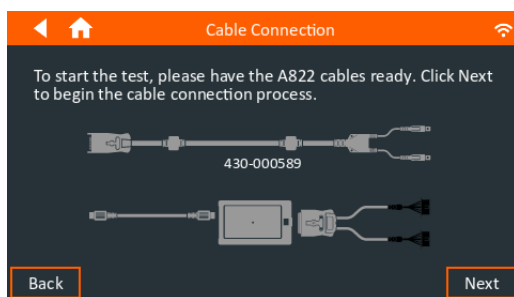 Cable Connection
To start the test, please have the A822 cables ready. Click Next
to begin the cable connection process.
430-000589
Back
Next